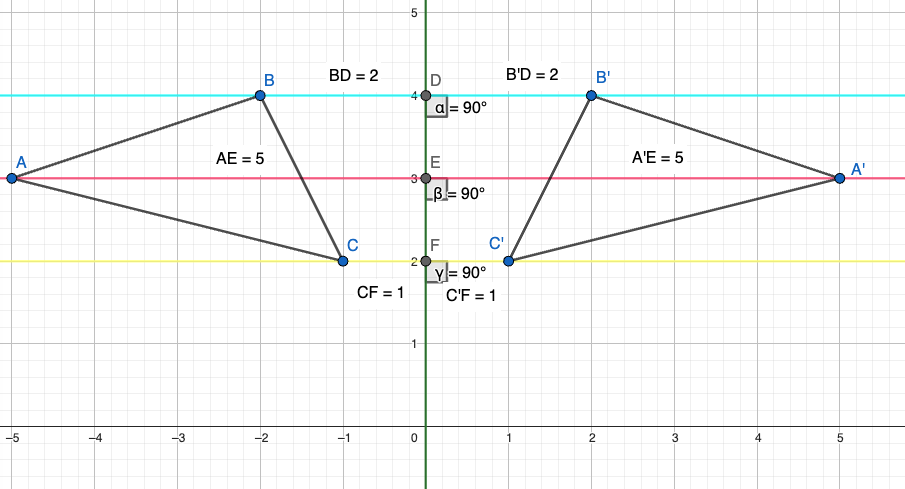 5
BD = 2
B'D = 2
B
D
B'
4
α = 90°
A
AE = 5
E
A'E = 5
A'
3
β = 90°
C
F
C'
2
γ = 90°
CF = 1
C'F = 1
1
–5
–4
–3
–2
–1
0
1
2
3
4
5